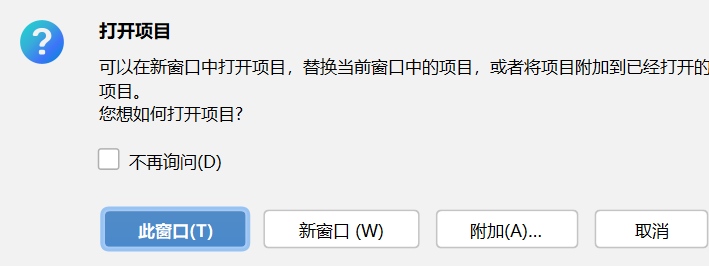 打开项目
可以在新窗口中打开项目，替换当前窗口中的项目，或者将项目附加到已经打开的
项目。
您想如何打开项目?
不再询问(D)
此窗口(T)
新窗口 (W)
附加(A)...
取消